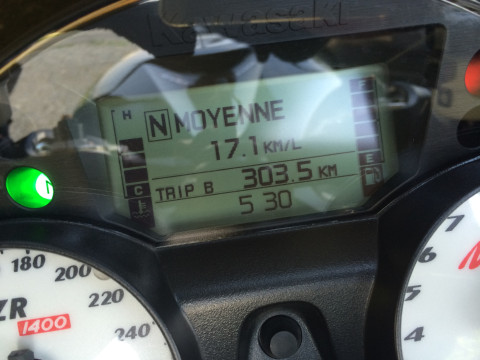 Kawasaki
H
F
N MOYENNE
17.1 KM/L
C
E
TRIP B 303.5 KM
5 30
N
180
200
220
240
ZZR
1400
7
6
5
4